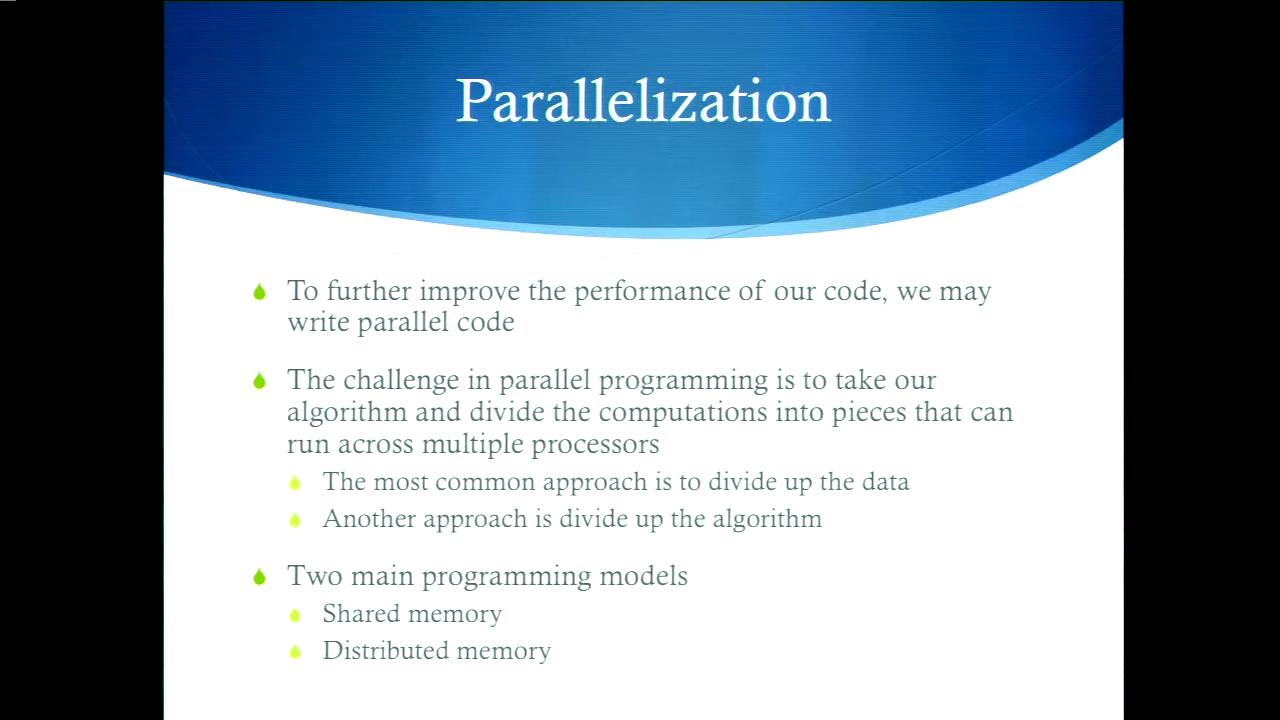 Parallelization
To further improve the performance of our code, we may
write parallel code
The challenge in parallel programming is to take our
algorithm and divide the computations into pieces that can
run across multiple processors
The most common approach is to divide up the data
Another approach is divide up the algorithm
Two main programming models
Shared memory
Distributed memory